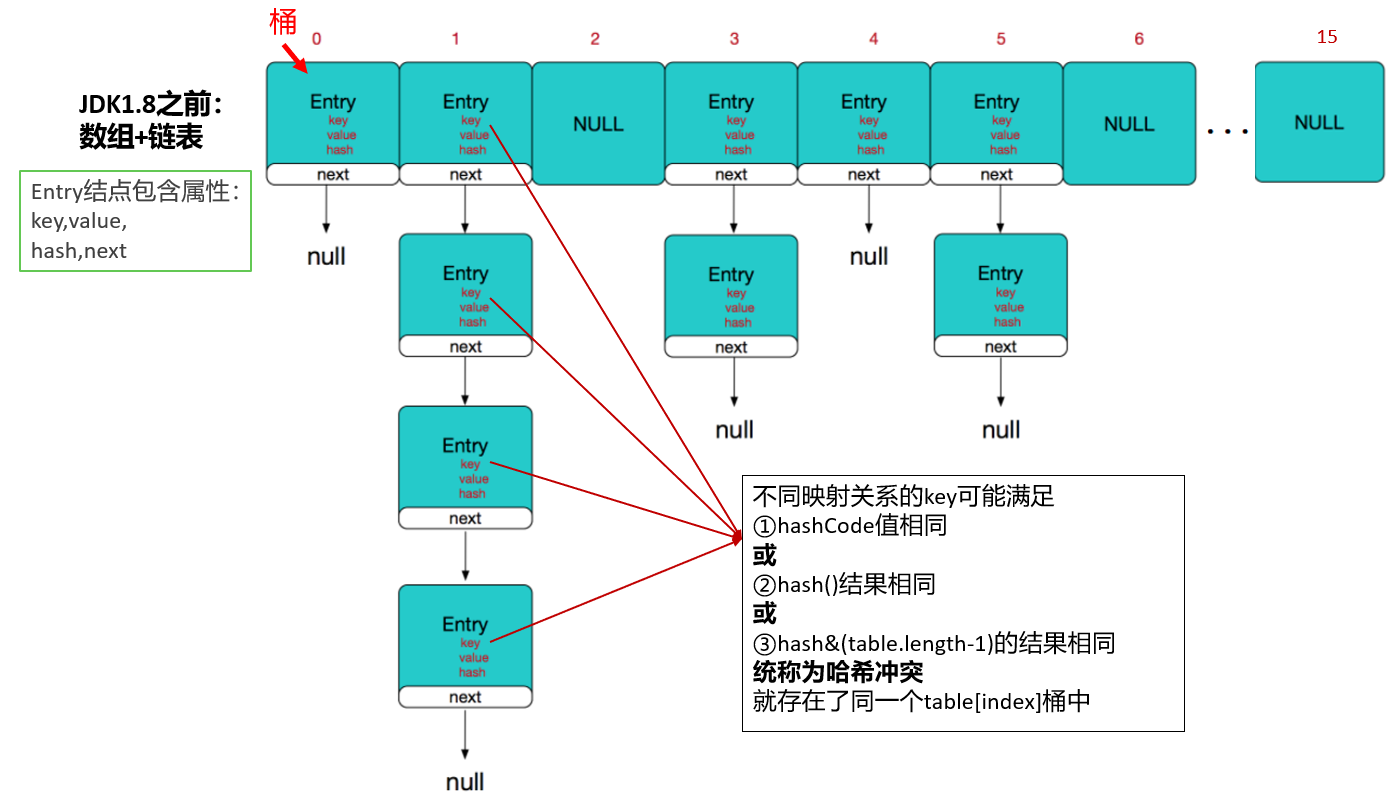 桶
0 1 2 3 4 5 6 15
JDK1.8之前：
数组+链表
Entry结点包含属性：
key,value,
hash,next
Entry
key
value
hash
next
Entry
key
value
hash
next
NULL
Entry
key
value
hash
next
Entry
key
value
hash
next
Entry
key
value
hash
next
NULL
...
NULL
null
Entry
key
value
hash
next
Entry
key
value
hash
next
null
Entry
key
value
hash
next
Entry
key
value
hash
next
null
null
Entry
key
value
hash
next
null
不同映射关系的key可能满足
①hashCode值相同
或
②hash()结果相同
或
③hash&(table.length-1)的结果相同
统称为哈希冲突
就存在了同一个table[index]桶中